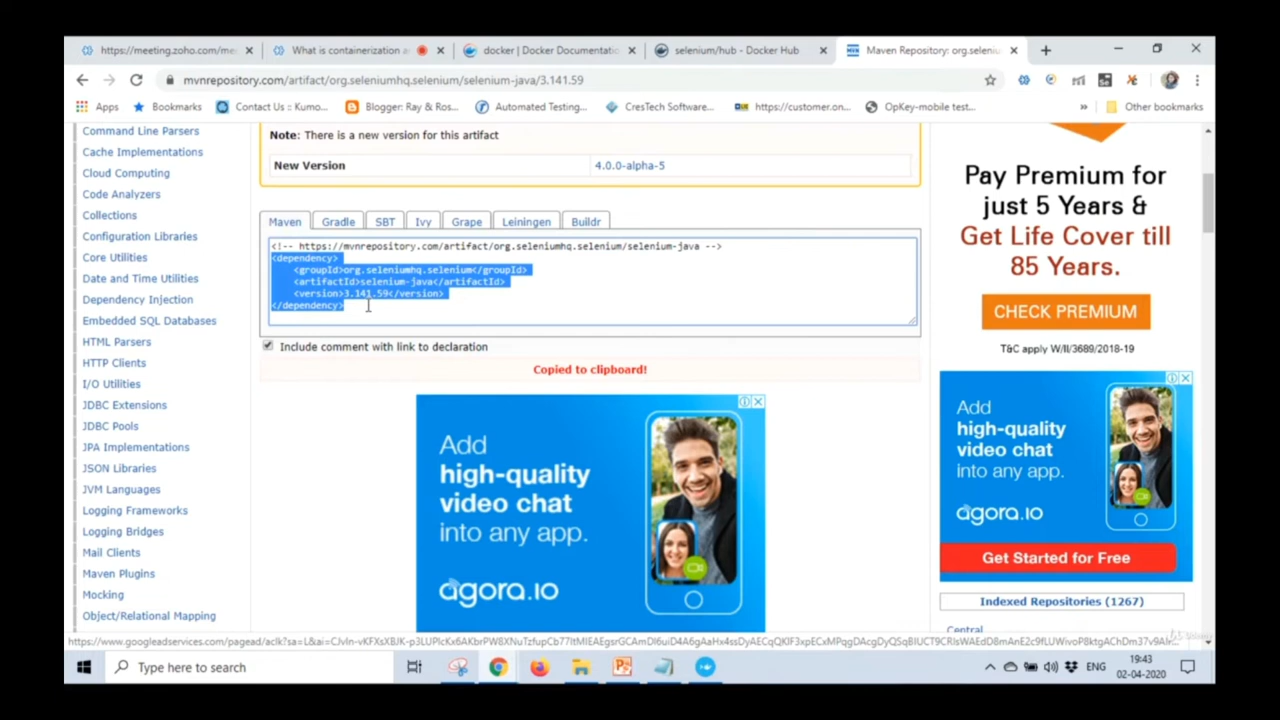 https://meeting.zoho.com/me
What is containerization a
docker | Docker Documentatio
selenium/hub - Docker Hub
Maven Repository: org.seleniu
mvnrepository.com/artifact/org.seleniumhq.selenium/selenium-java/3.141.59
Apps
Bookmarks
Contact Us :: Kumo...
Blogger: Ray & Ros...
Automated Testing...
CresTech Software...
https://customer.on...
OpKey-mobile test...
»
Other bookmarks
Command Line Parsers
Cache Implementations
Cloud Computing
Code Analyzers
Collections
Configuration Libraries
Core Utilities
Date and Time Utilities
Dependency Injection
Embedded SQL Databases
HTML Parsers
HTTP Clients
I/O Utilities
JDBC Extensions
JDBC Pools
JPA Implementations
JSON Libraries
JVM Languages
Logging Frameworks
Logging Bridges
Mail Clients
Maven Plugins
Mocking
Object/Relational Mapping
Note: There is a new version for this artifact
New Version 4.0.0-alpha-5
Maven
Gradle
SBT
Ivy
Grape
Leiningen
Buildr
<!-- https://mvnrepository.com/artifact/org.seleniumhq.selenium/selenium-java -->
<dependency>
<groupId>org.seleniumhq.selenium</groupId>
<artifactId>selenium-java</artifactId>
<version>3.141.59</version>
</dependency>
Include comment with link to declaration
Copied to clipboard!
Add
high-quality
video chat
into any app.
agora.io
Pay Premium for
just 5 Years &
Get Life Cover till
85 Years.
CHECK PREMIUM
T&C apply W/II/3689/2018-19
Add
high-quality
video chat
into any app.
agora.io
Get Started for Free
Indexed Repositories (1267)
Central
Type here to search
ENG
19:43
02-04-2020